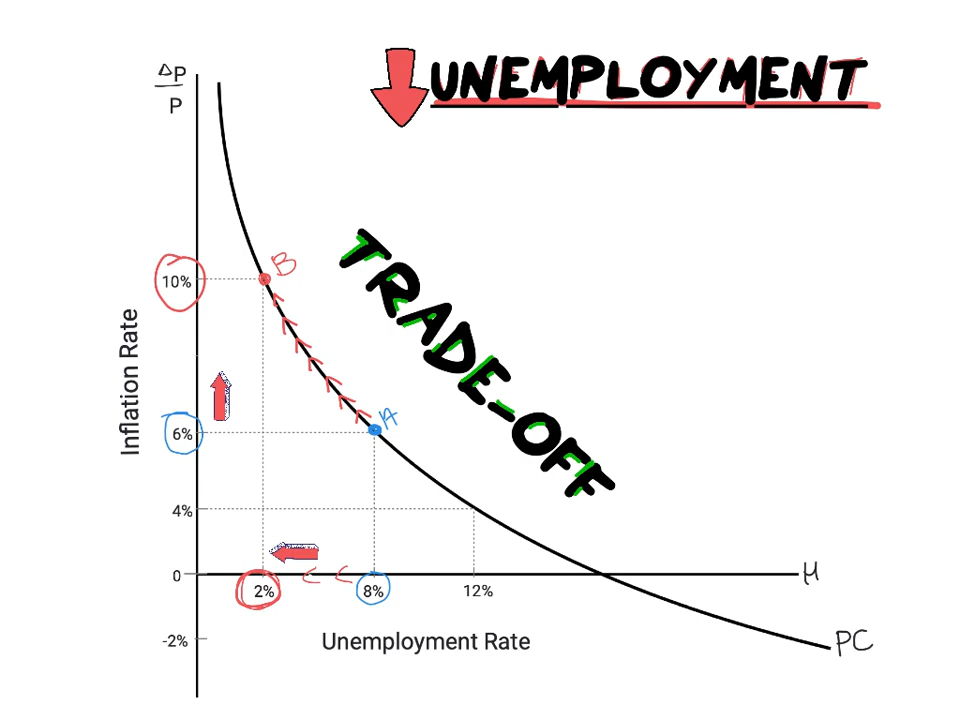 UNEMPLOYMENT
ΔP
P
B
10%
TRADE-OFF
Inflation Rate
A
6%
4%
0
μ
2%
8%
12%
-2%
Unemployment Rate
PC